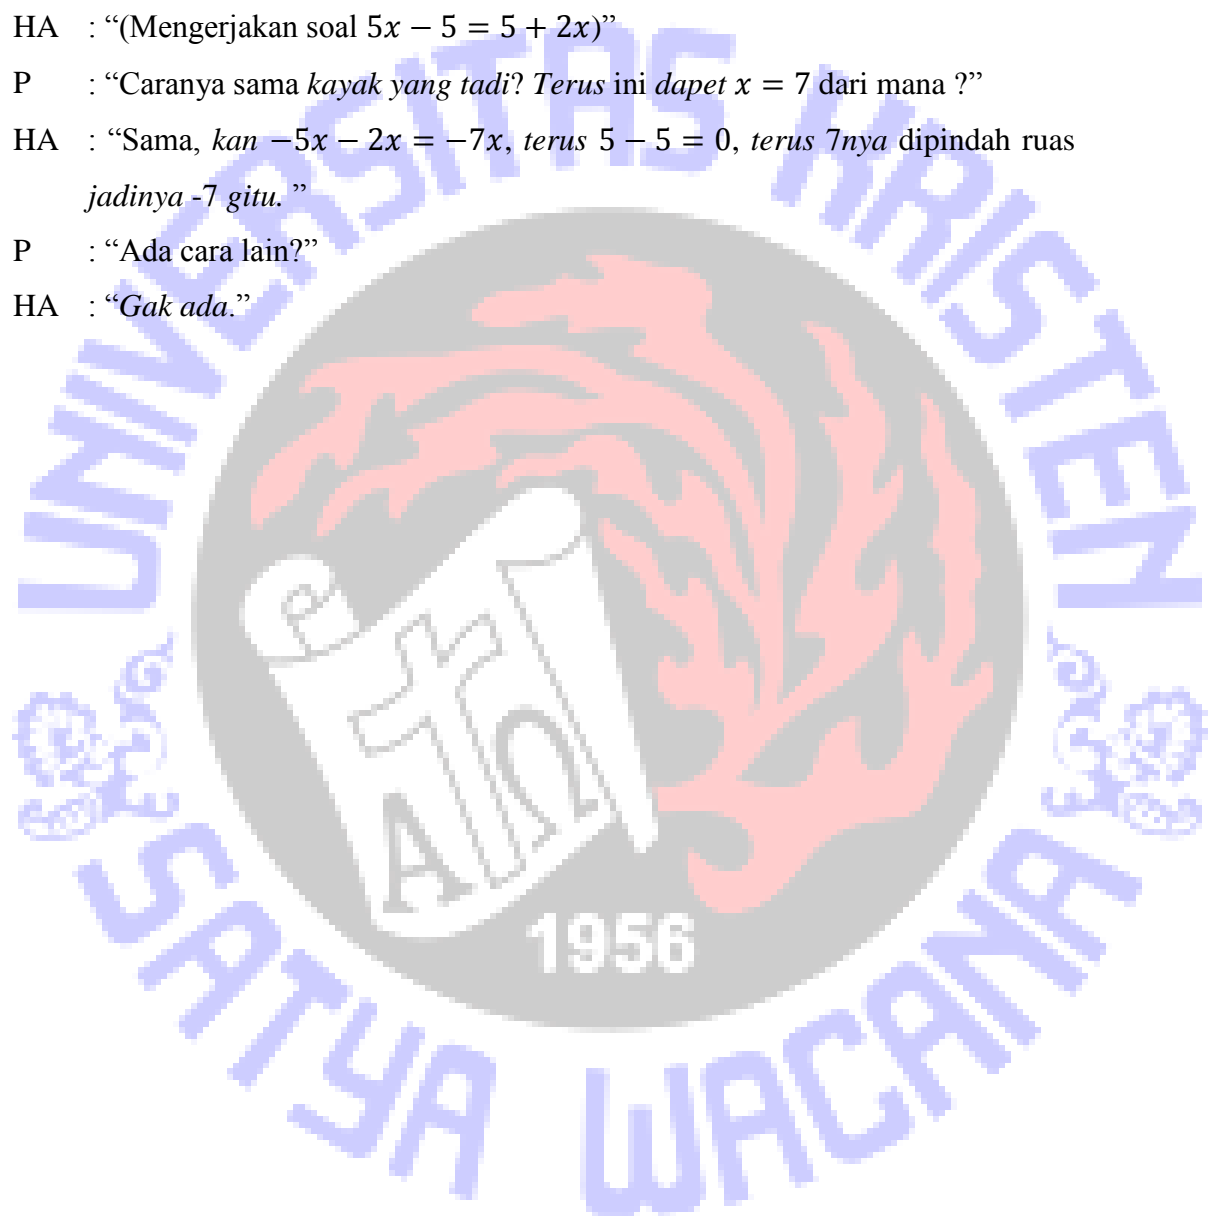 HA : “(Mengerjakan soal 5𝑥 − 5 = 5 + 2𝑥)”
P : “Caranya sama kayak yang tadi? Terus ini dapet 𝑥 = 7 dari mana ?”
HA : “Sama, kan −5𝑥 − 2𝑥 = −7𝑥, terus 5 − 5 = 0, terus 7nya dipindah ruas
jadinya -7 gitu. ”
P : “Ada cara lain?”
HA : “Gak ada.”
UNIVERSITAS KRISTEN
SATYA WACANA
Α Ω
1956